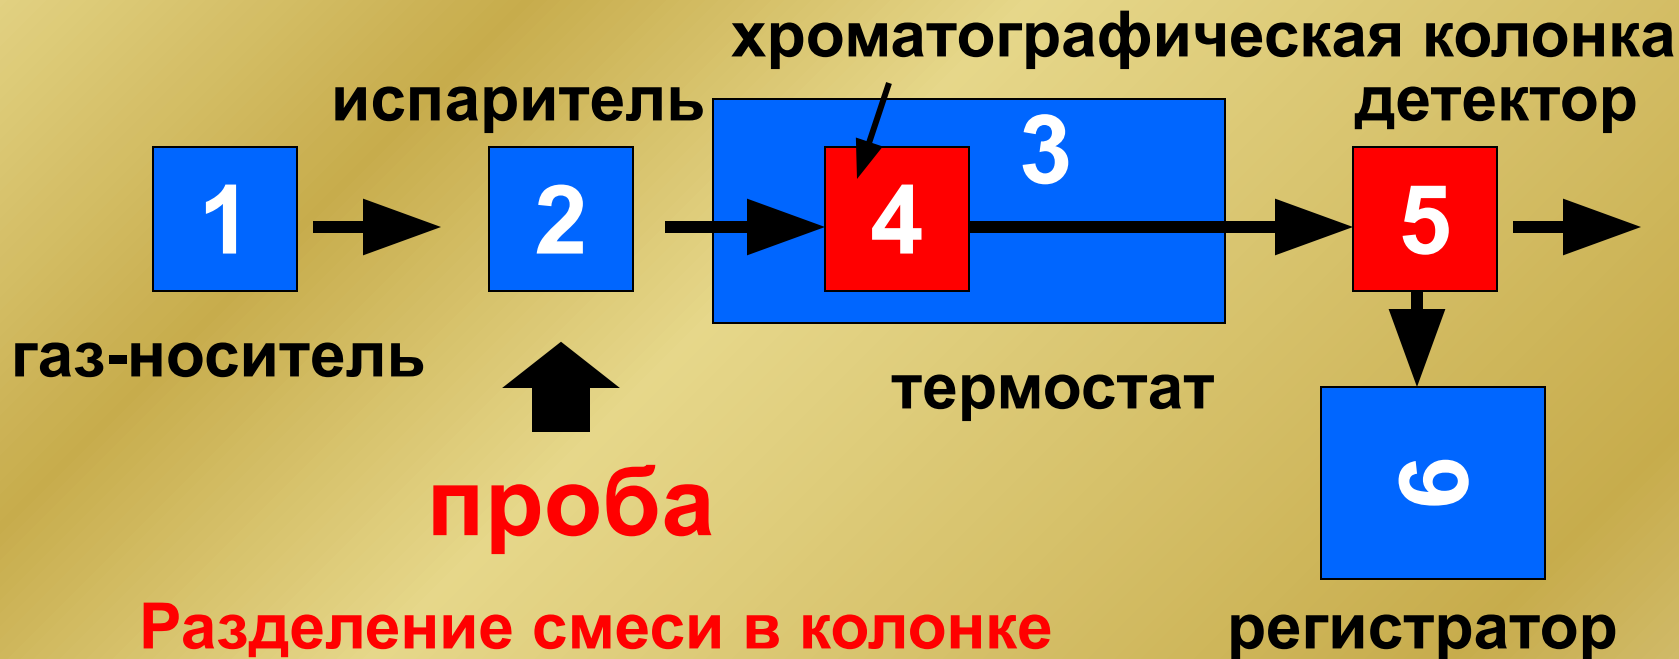 хроматографическая колонка
испаритель
детектор
3
1
2
4
5
газ-носитель
термостат
проба
6
Разделение смеси в колонке
регистратор